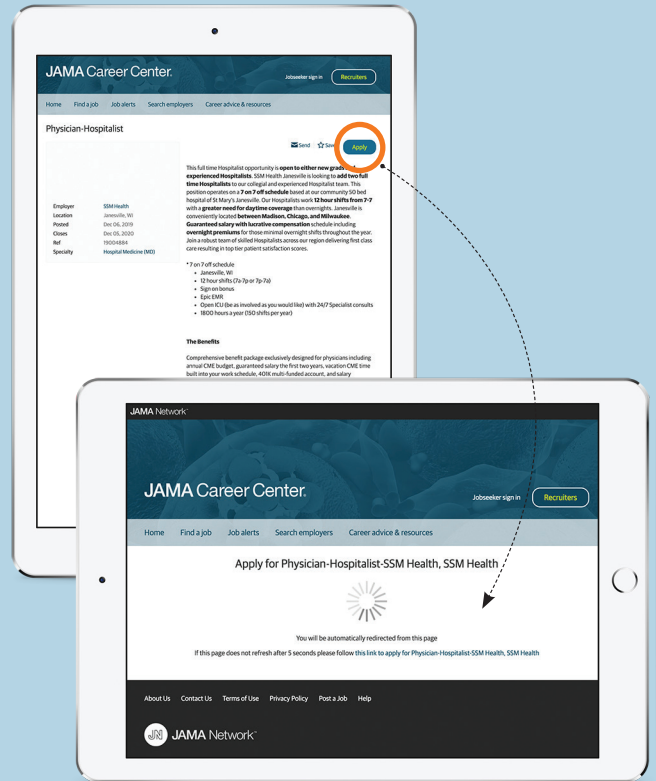 JAMA Career Center.
Jobseeker sign in Recruiters
Home Find a job Job alerts Search employers Career advice & resources
Physician-Hospitalist
Send Save Apply
Employer SSM Health
Location Janesville, WI
Posted Dec 06, 2019
Closes Dec 05, 2020
Ref 19004884
Specialty Hospital Medicine (MD)
This full time Hospitalist opportunity is open to either new grads
experienced Hospitalists. SSM Health Janesville is looking to add two full
time Hospitalists to our collegial and experienced Hospitalist team. This
position operates on a 7 on 7 off schedule based at our community 50 bed
hospital of St Mary's Janesville. Our Hospitalists work 12 hour shifts from 7-7
with a greater need for daytime coverage than overnights. Janesville is
conveniently located between Madison, Chicago, and Milwaukee.
Guaranteed salary with lucrative compensation schedule including
overnight premiums for those minimal overnight shifts throughout the year.
Join a robust team of skilled Hospitalists across our region delivering first class
care resulting in top tier patient satisfaction scores.
* 7 on 7 off schedule
• Janesville, WI
• 12 hour shifts (7a-7p or 7p-7a)
• Sign on bonus
• Epic EMR
• Open ICU (be as involved as you would like) with 24/7 Specialist consults
• 1800 hours a year (150 shifts per year)
The Benefits
Comprehensive benefit package exclusively designed for physicians including
annual CME budget, guaranteed salary the first two years, vacation CME time
built into your work schedule, 401K multi-funded account, and salary
JAMA Network™
JAMA Career Center.
Jobseeker sign in Recruiters
Home Find a job Job alerts Search employers Career advice & resources
Apply for Physician-Hospitalist-SSM Health, SSM Health
You will be automatically redirected from this page
If this page does not refresh after 5 seconds please follow this link to apply for Physician-Hospitalist-SSM Health, SSM Health
About Us Contact Us Terms of Use Privacy Policy Post a Job Help
JN JAMA Network™